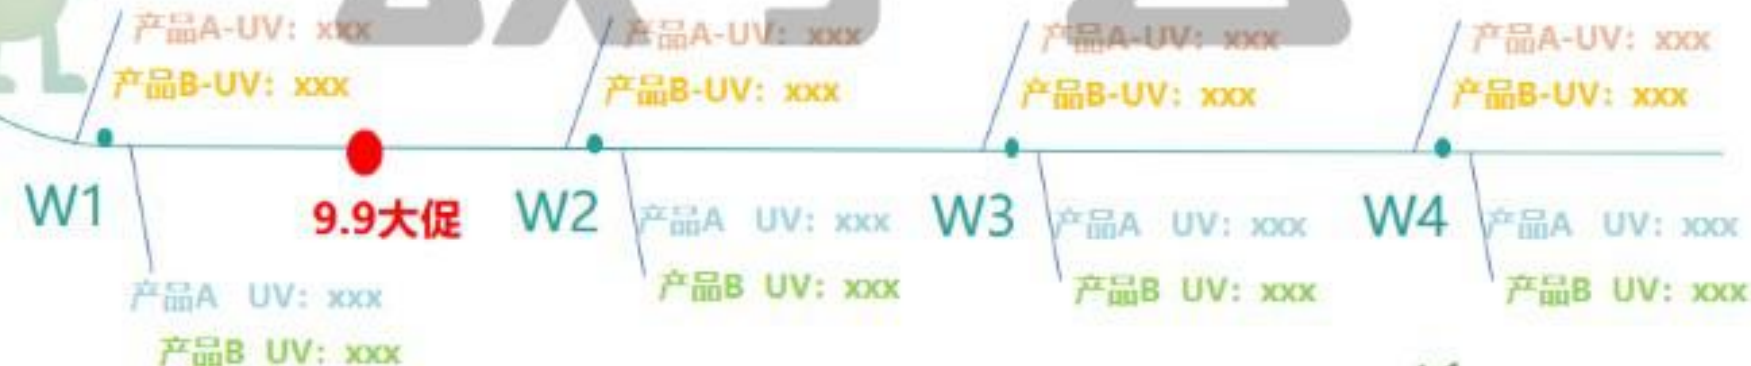 产品A-UV：xxx 产品A-UV：xxx 产品A-UV：xxx 产品A-UV：xxx
产品B-UV：xxx 产品B-UV：xxx 产品B-UV：xxx 产品B-UV：xxx
W1 9.9大促 W2 产品A UV：xxx W3 产品A UV：xxx W4 产品A UV：xxx
产品A UV：xxx 产品B UV：xxx 产品B UV：xxx 产品B UV：xxx
产品B UV：xxx